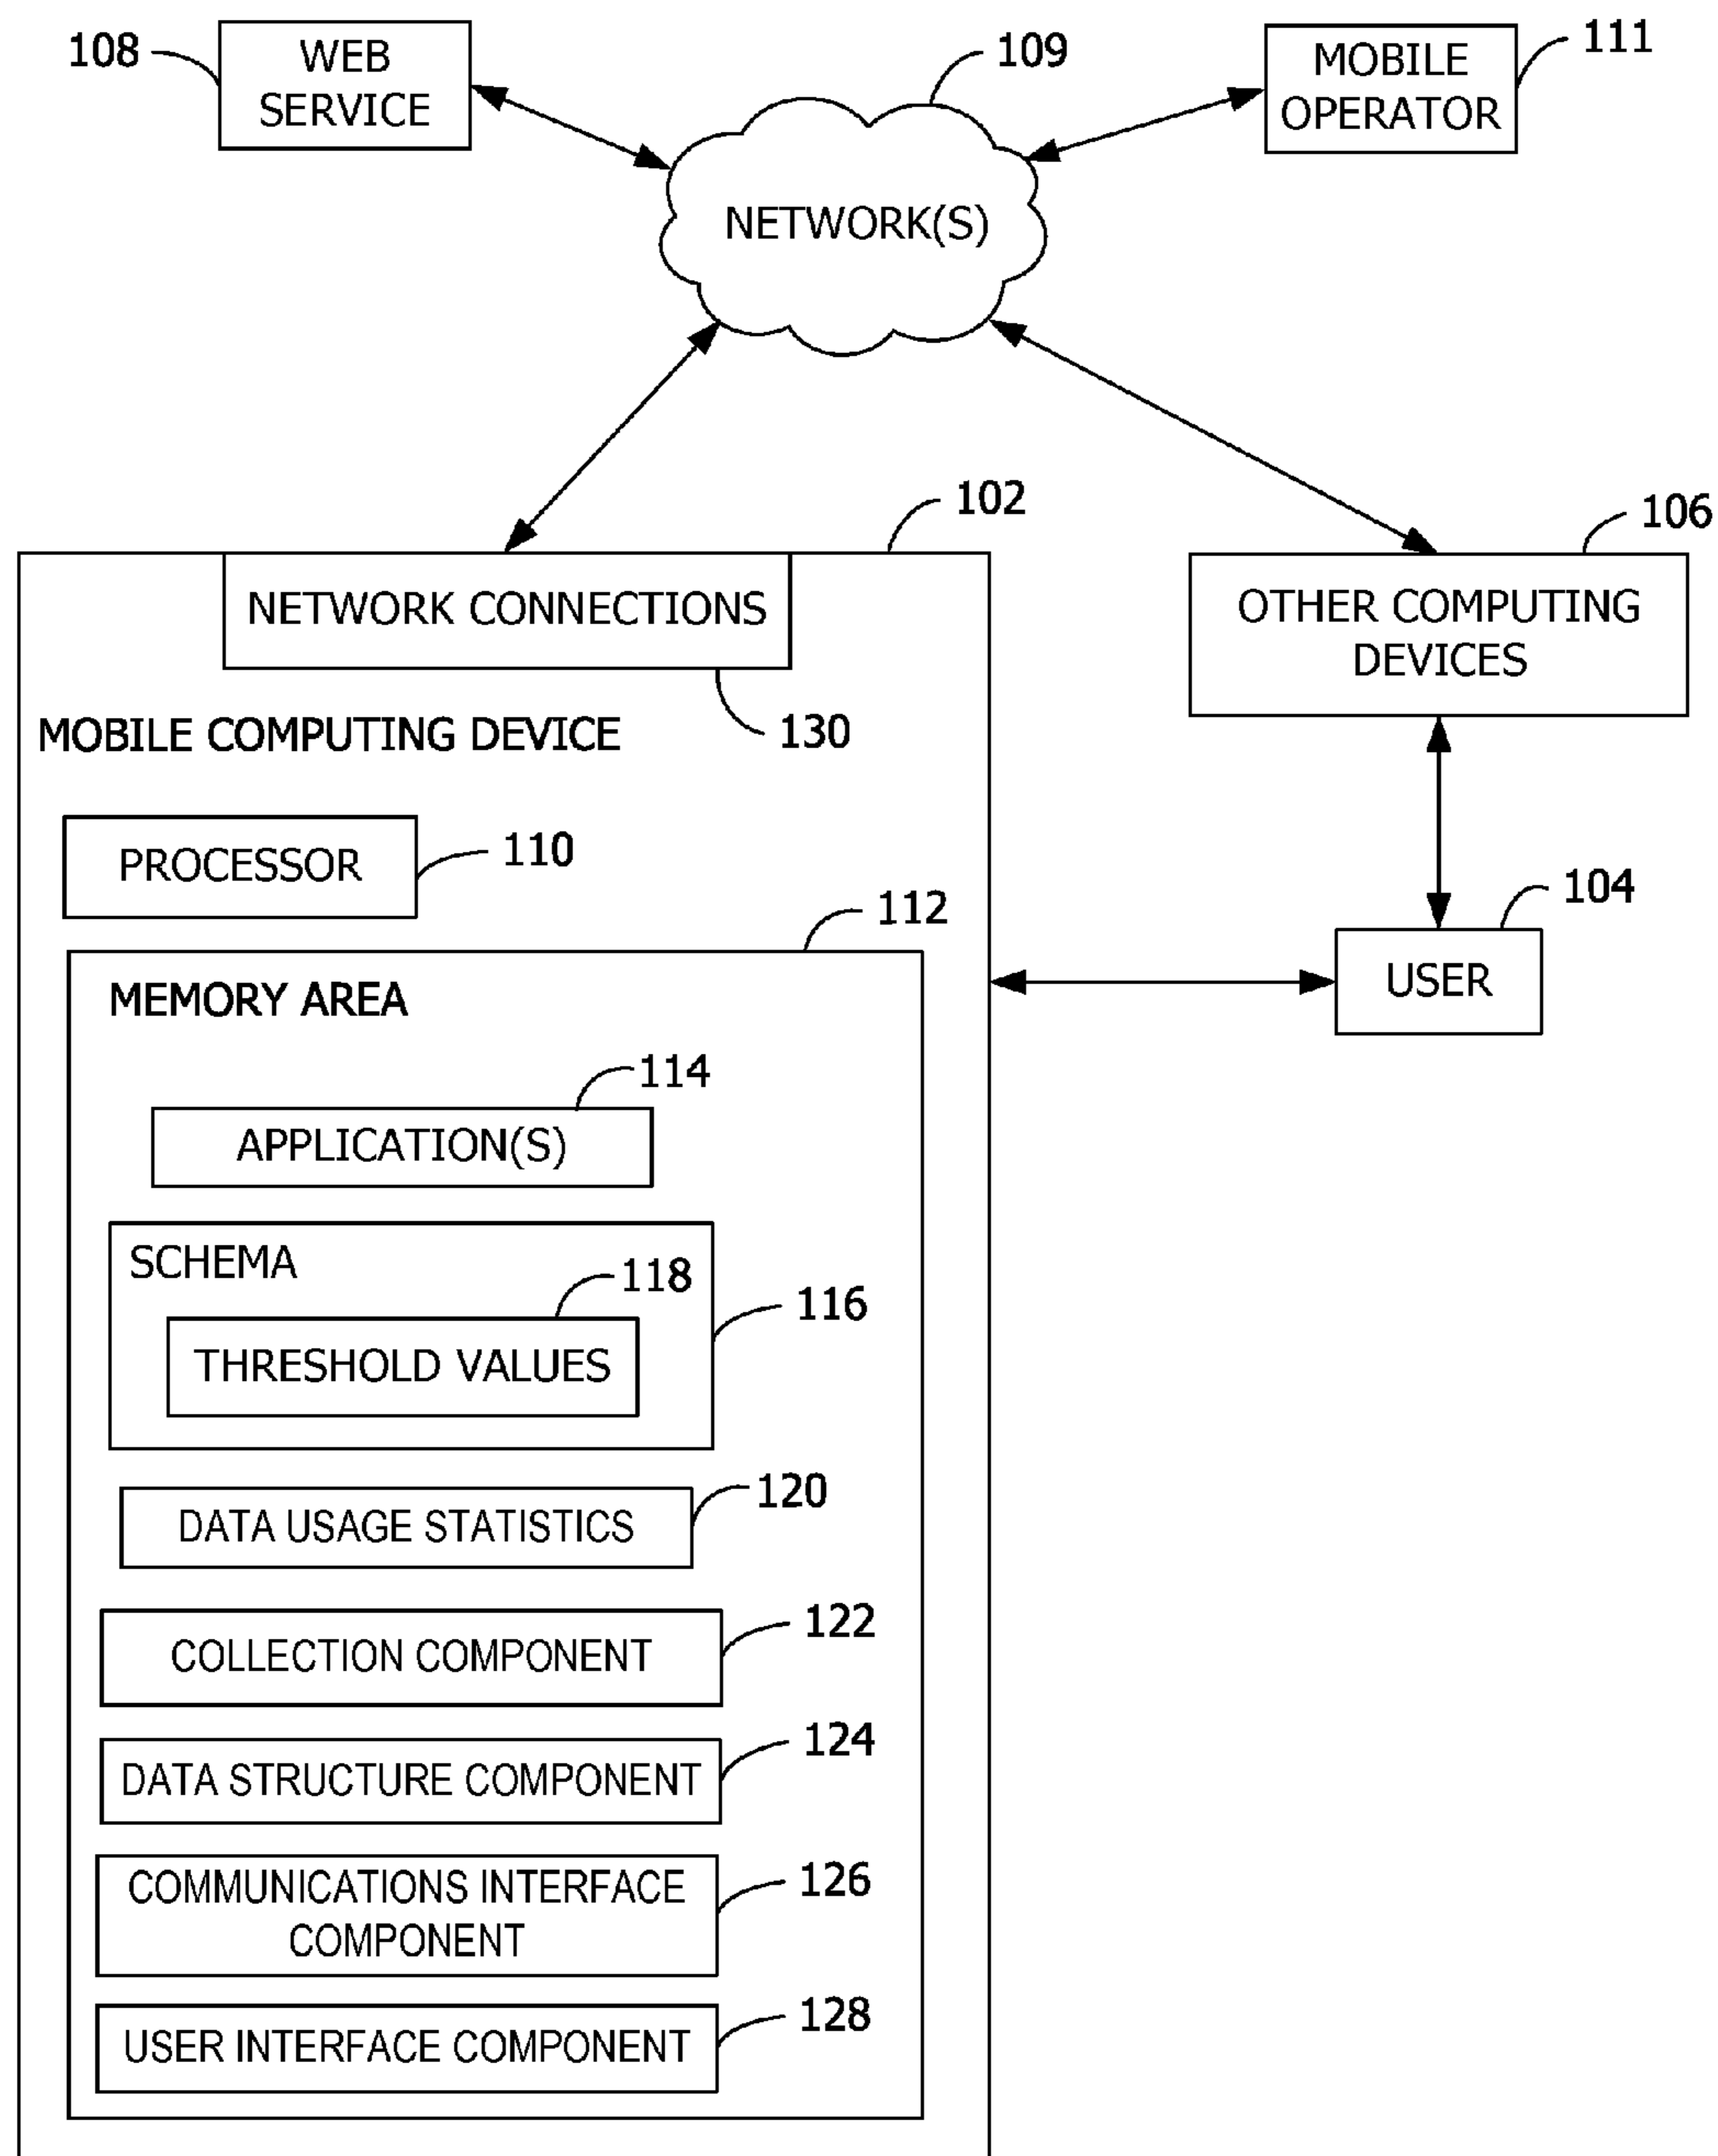 108
WEB
SERVICE
109
MOBILE
OPERATOR
111
NETWORK(S)
102
106
NETWORK CONNECTIONS
OTHER COMPUTING
DEVICES
130
MOBILE COMPUTING DEVICE
PROCESSOR
110
104
112
USER
MEMORY AREA
114
APPLICATION(S)
SCHEMA
118
116
THRESHOLD VALUES
120
DATA USAGE STATISTICS
122
COLLECTION COMPONENT
124
DATA STRUCTURE COMPONENT
126
COMMUNICATIONS INTERFACE
COMPONENT
128
USER INTERFACE COMPONENT